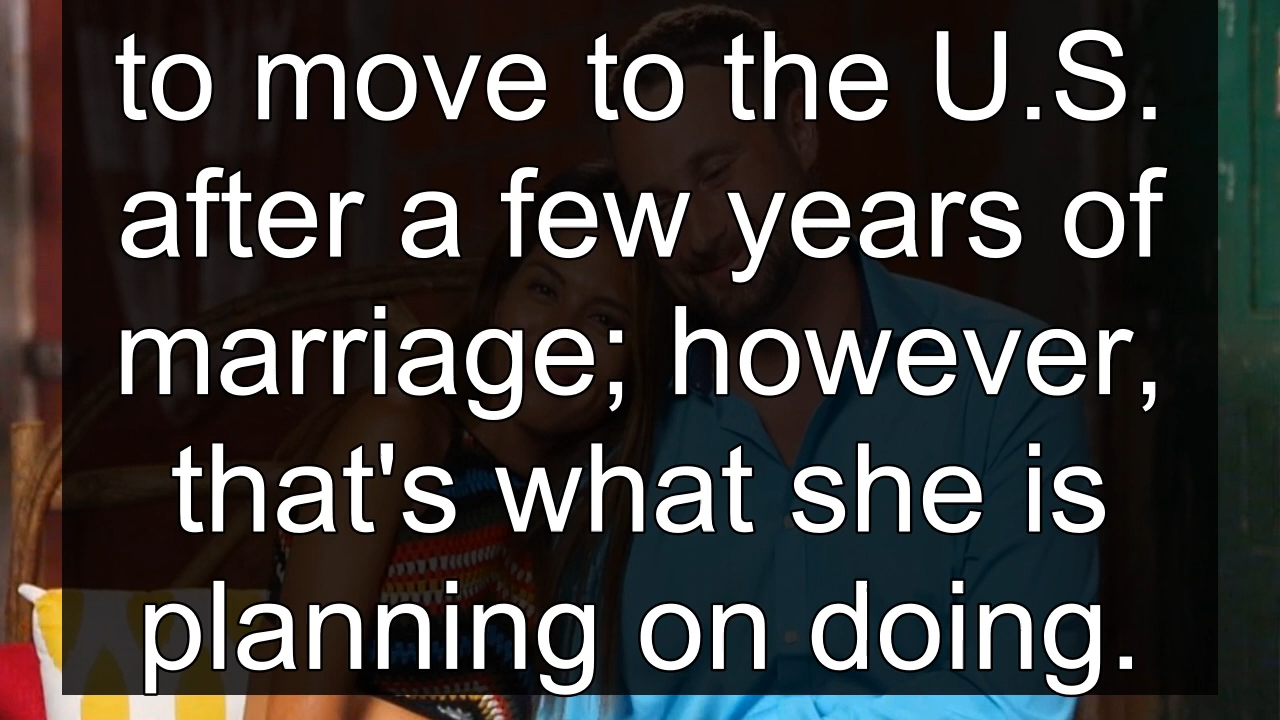 to move to the U.S.
after a few years of
marriage; however,
that's what she is
planning on doing.